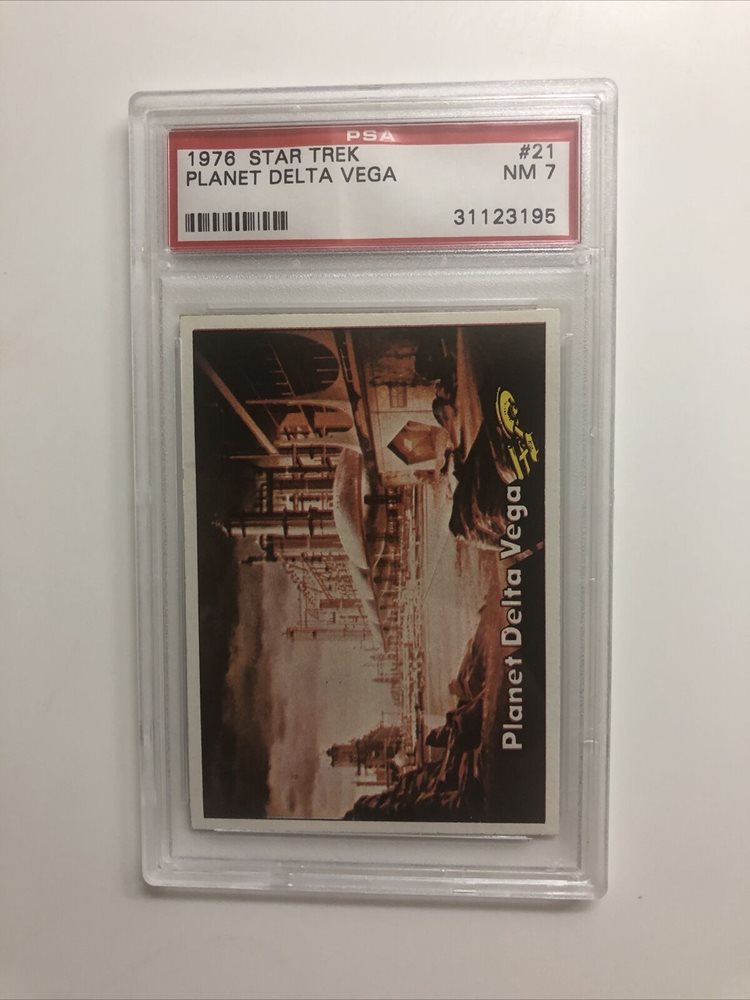 PSA
1976 STAR TREK #21
PLANET DELTA VEGA NM 7
31123195
Planet Delta Vega